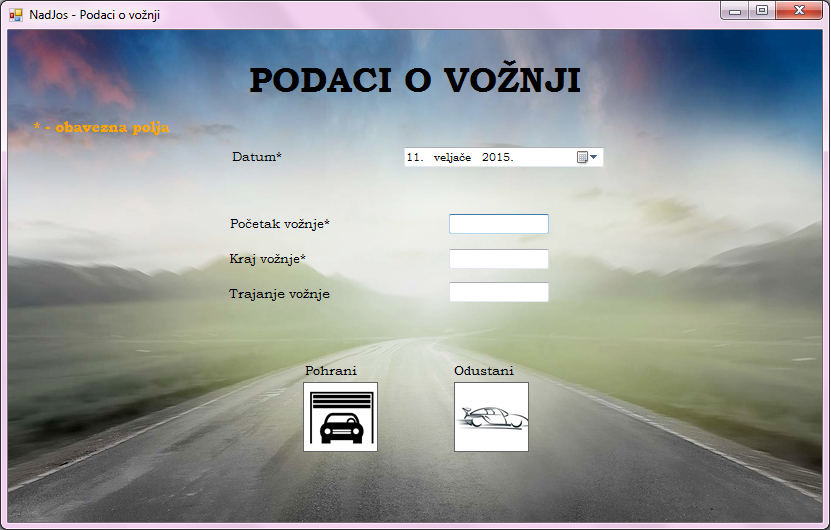 NadJos - Podaci o vožnji
PODACI O VOŽNJI
* - obavezna polja
Datum*
11. veljače 2015.
Početak vožnje*
Kraj vožnje*
Trajanje vožnje
Pohrani
Odustani